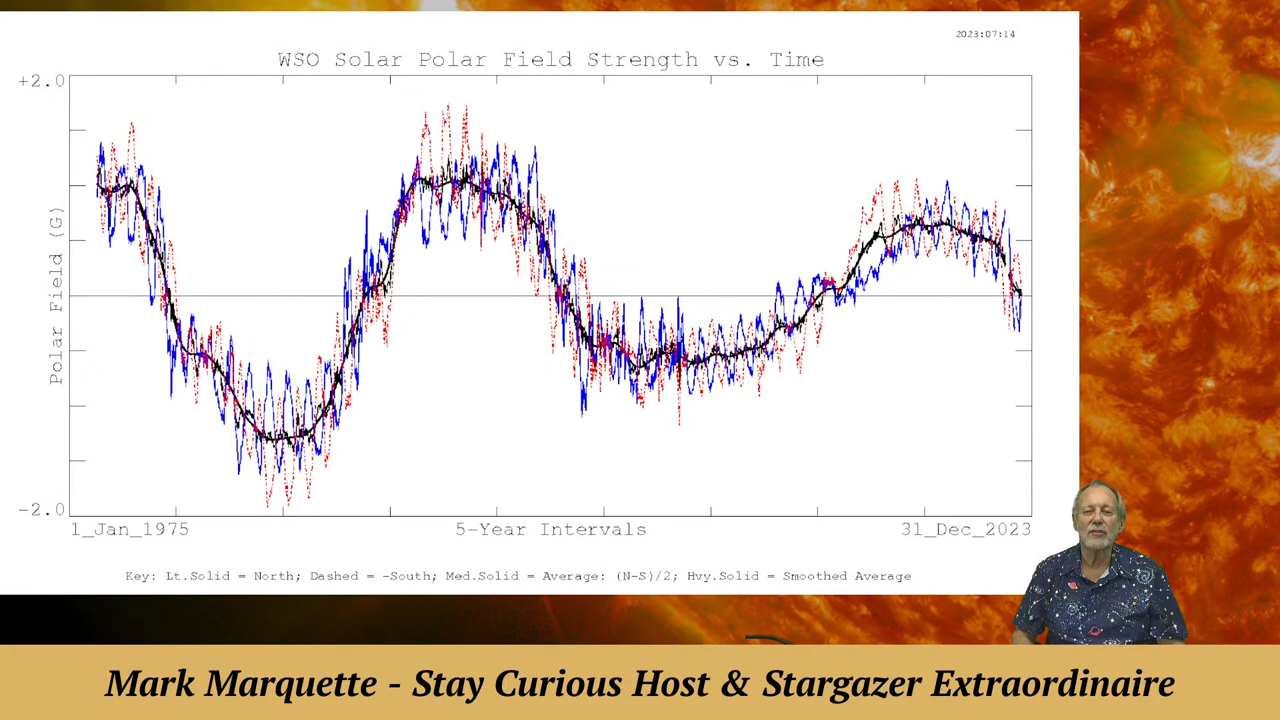 2023:07:14
WSO Solar Polar Field Strength vs. Time
+2.0
Polar Field (G)
-2.0
1_Jan_1975 5-Year Intervals 31_Dec_2023
Key: Lt.Solid = North; Dashed = -South; Med.Solid = Average: (N-S)/2; Hvy.Solid = Smoothed Average
Mark Marquette - Stay Curious Host & Stargazer Extraordinaire